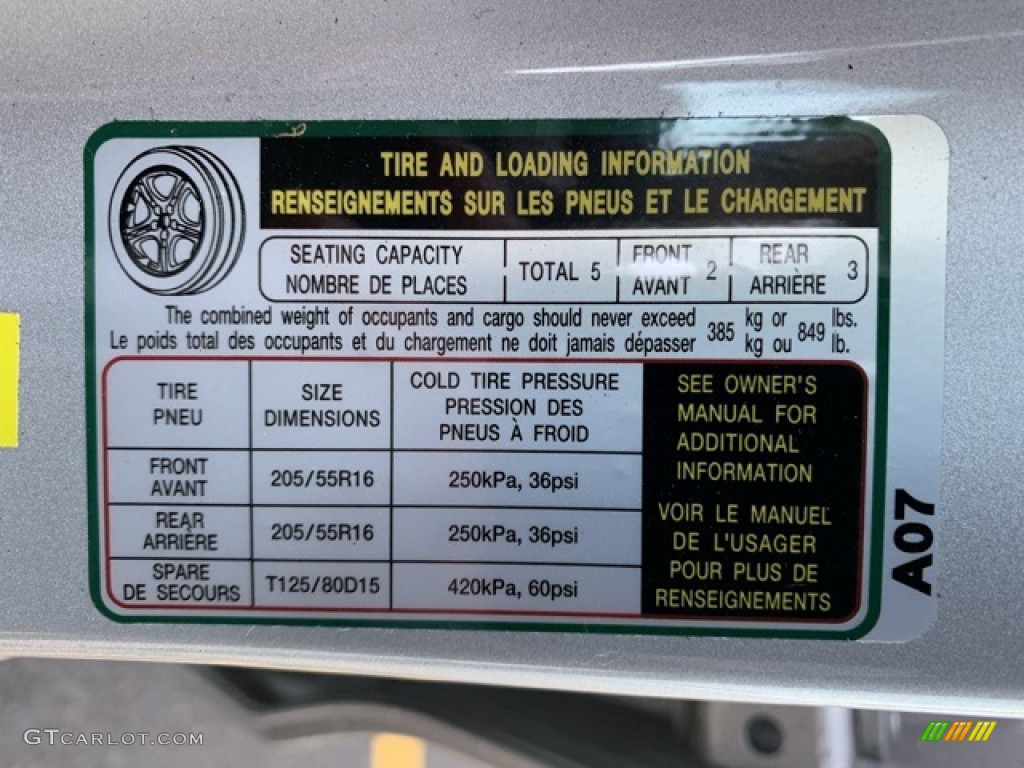 TIRE AND LOADING INFORMATION
RENSEIGNEMENTS SUR LES PNEUS ET LE CHARGEMENT
SEATING CAPACITY
NOMBRE DE PLACES
TOTAL 5
FRONT
AVANT 2
REAR
ARRIÈRE 3
The combined weight of occupants and cargo should never exceed 385 kg or 849 lbs.
Le poids total des occupants et du chargement ne doit jamais dépasser kg ou lb.
TIRE
PNEU
SIZE
DIMENSIONS
COLD TIRE PRESSURE
PRESSION DES
PNEUS À FROID
FRONT
AVANT
205/55R16
250kPa, 36psi
REAR
ARRIÈRE
205/55R16
250kPa, 36psi
SPARE
DE SECOURS
T125/80D15
420kPa, 60psi
SEE OWNER'S
MANUAL FOR
ADDITIONAL
INFORMATION
VOIR LE MANUEL
DE L'USAGER
POUR PLUS DE
RENSEIGNEMENTS
A07
GTCARLOT.COM